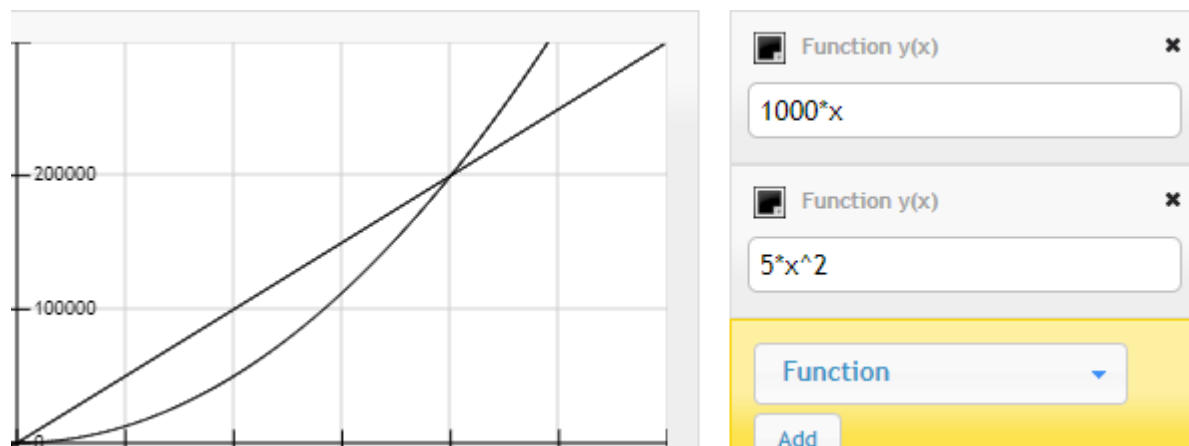 200000
100000
0
Function y(x)
1000*x
Function y(x)
5*x^2
Function
Add